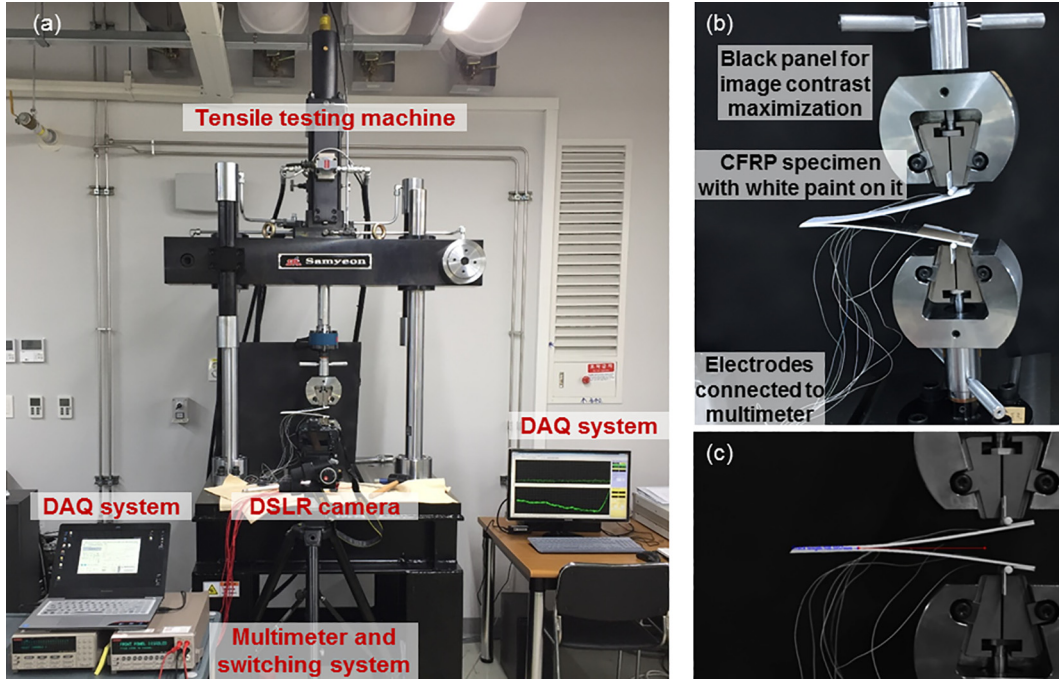 (a)
Tensile testing machine
Samyeon
DAQ system
DAQ system
DSLR camera
Multimeter and
switching system
(b)
Black panel for
image contrast
maximization
CFRP specimen
with white paint on it
Electrodes
connected to
multimeter
(c)